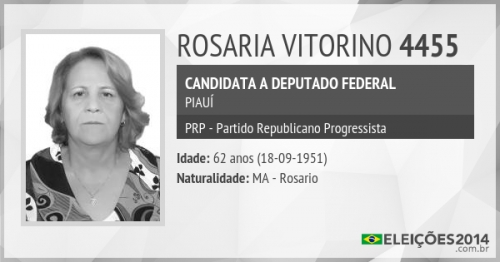 ROSARIA VITORINO 4455
CANDIDATA A DEPUTADO FEDERAL
PIAUÍ
PRP - Partido Republicano Progressista
Idade: 62 anos (18-09-1951)
Naturalidade: MA - Rosario
ELEIÇÕES2014
.com.br